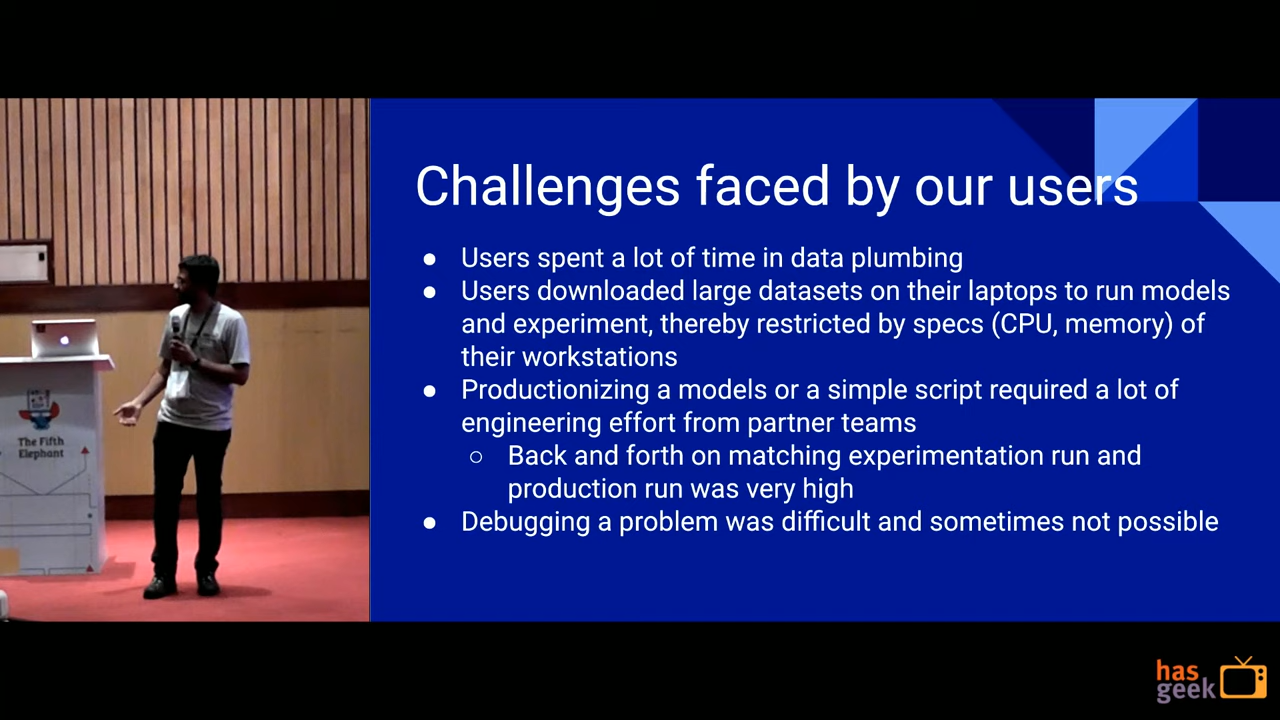 Challenges faced by our users
● Users spent a lot of time in data plumbing
● Users downloaded large datasets on their laptops to run models
and experiment, thereby restricted by specs (CPU, memory) of
their workstations
● Productionizing a models or a simple script required a lot of
engineering effort from partner teams
○ Back and forth on matching experimentation run and
production run was very high
● Debugging a problem was difficult and sometimes not possible
The Fifth
Elephant
has
geek